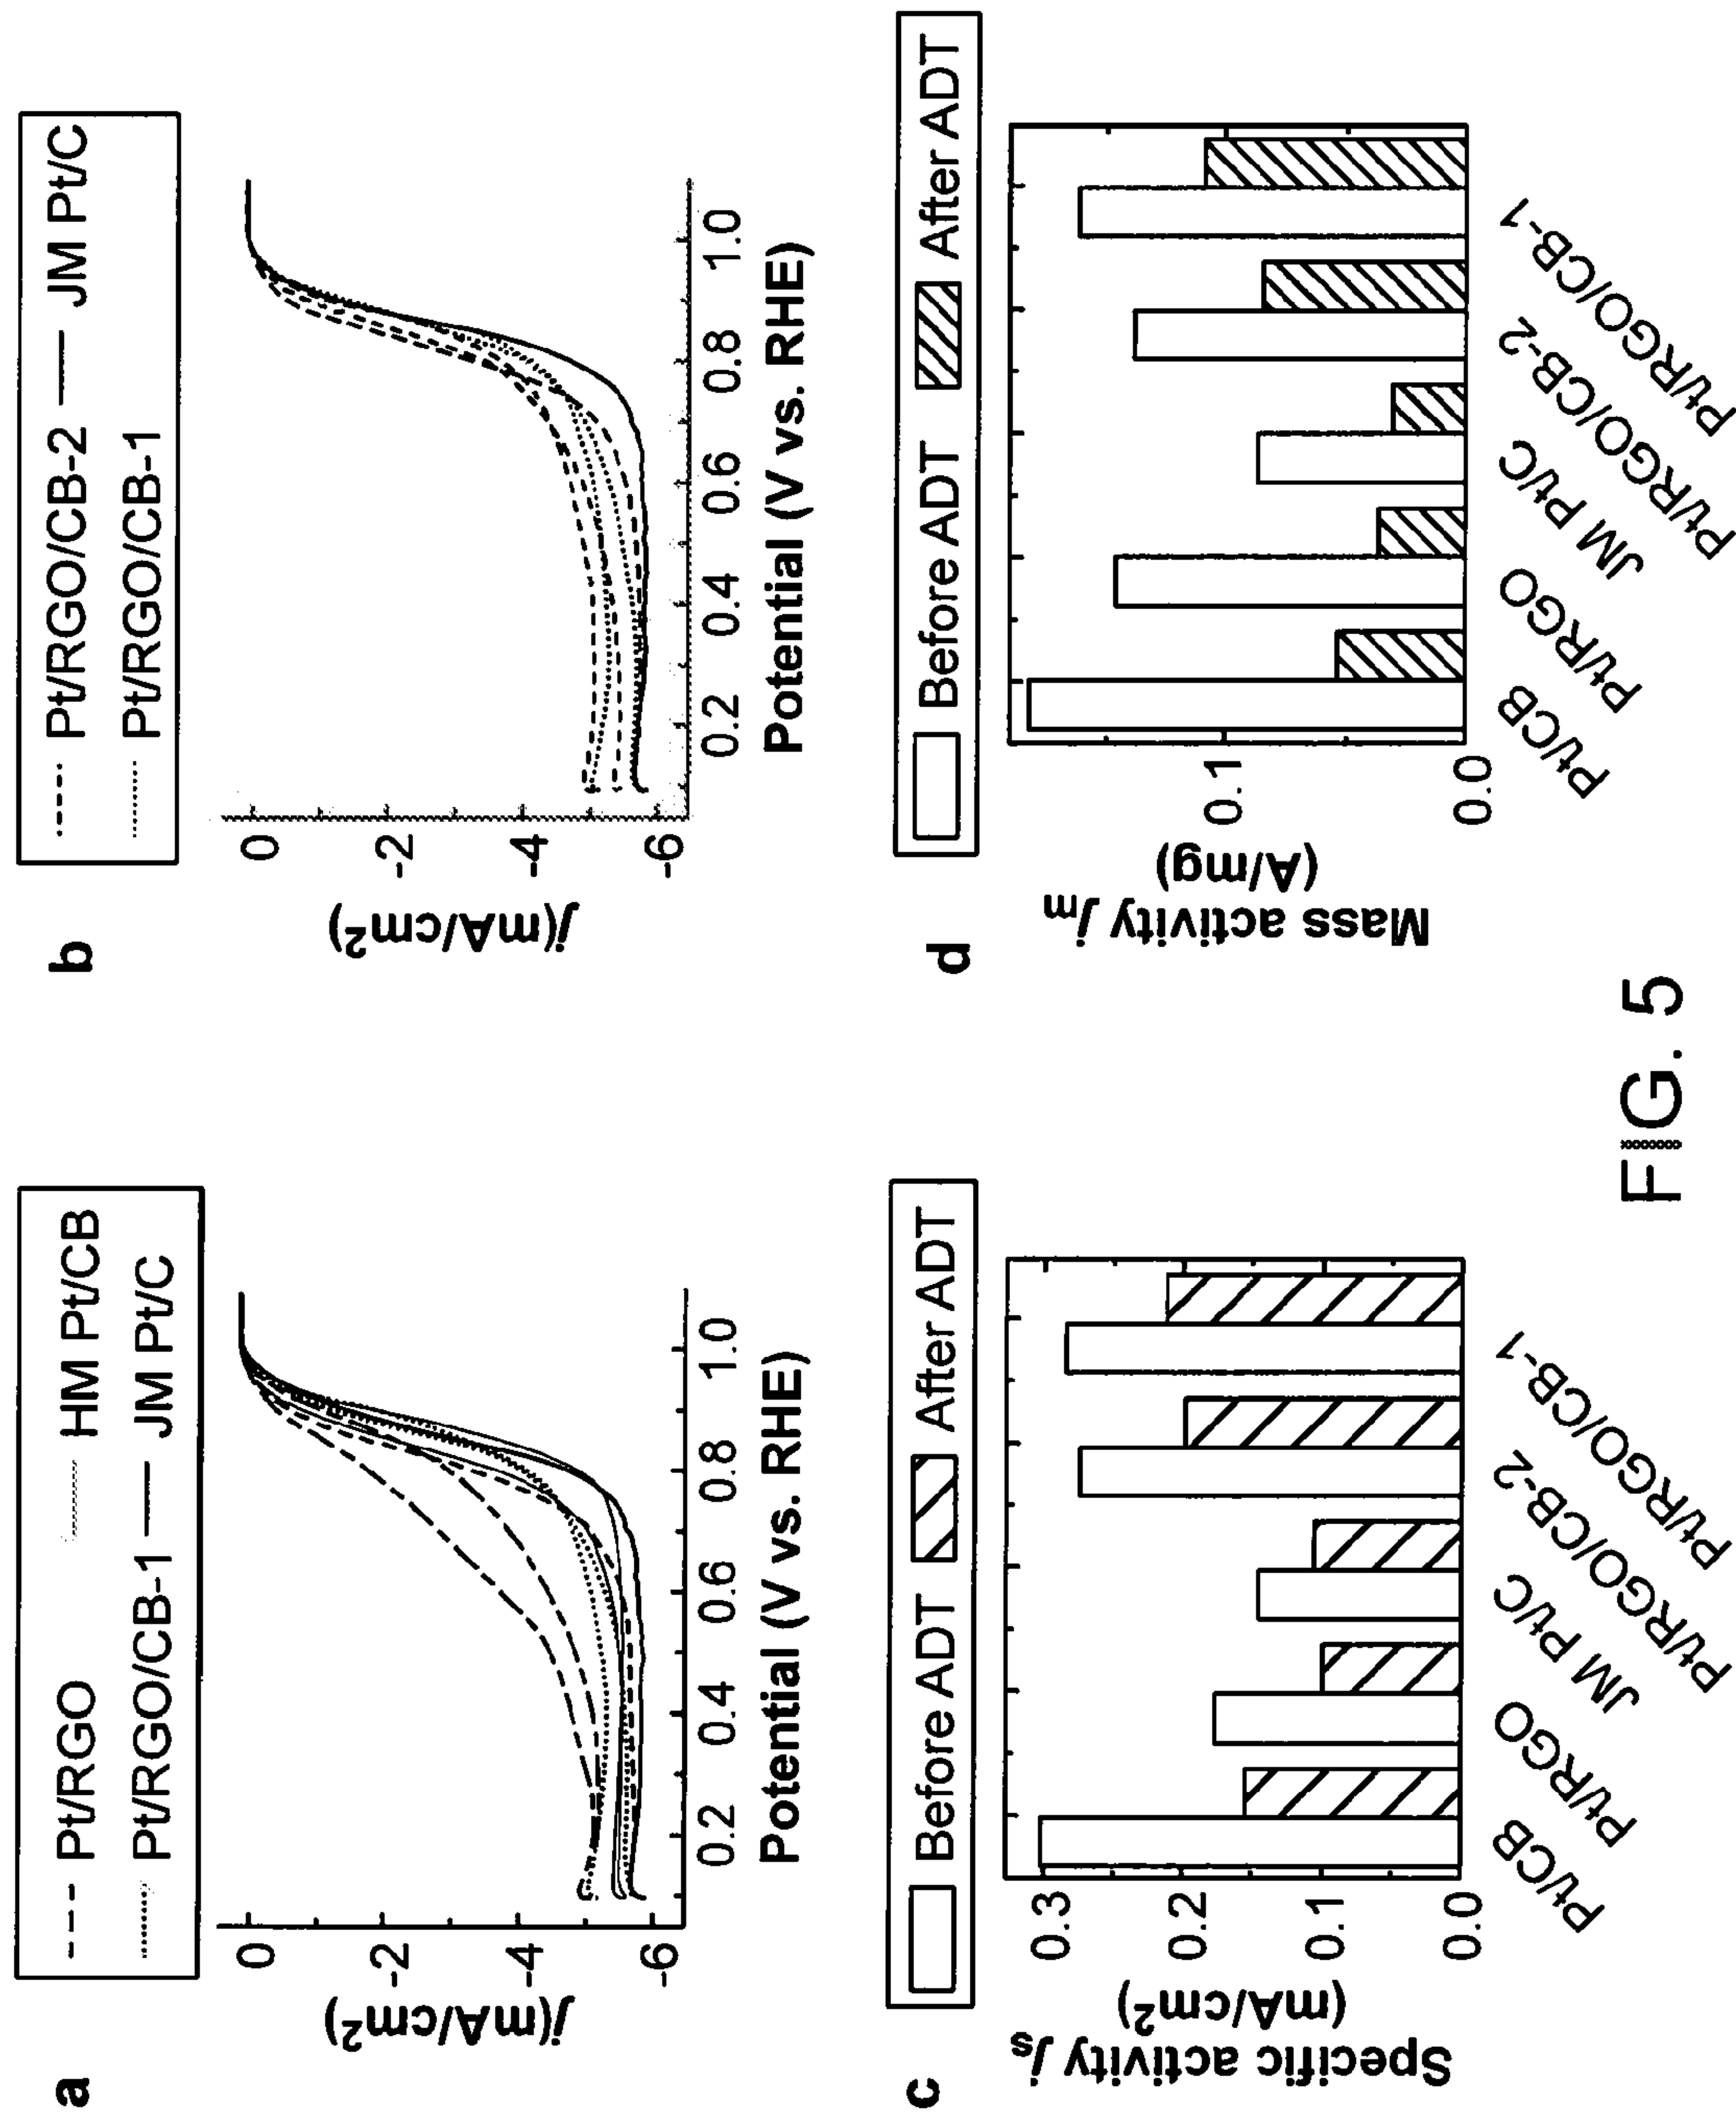 a
Pt/RGO
HM Pt/CB
Pt/RGO/CB-1
JM Pt/C
0
-2
-4
-6
j(mA/cm²)
0.2 0.4 0.6 0.8 1.0
Potential (V vs. RHE)
b
Pt/RGO/CB-2
JM Pt/C
Pt/RGO/CB-1
0
-2
-4
-6
j(mA/cm²)
0.2 0.4 0.6 0.8 1.0
Potential (V vs. RHE)
c
Before ADT
After ADT
0.3
0.2
0.1
0.0
Specific activity jₛ
(mA/cm²)
Pt/CB
Pt/RGO
JM Pt/C
Pt/RGO/CB-2
Pt/RGO/CB-1
d
Before ADT
After ADT
0.1
0.0
Mass activity jₘ
(A/mg)
Pt/CB
Pt/RGO
JM Pt/C
Pt/RGO/CB-2
Pt/RGO/CB-1
FIG. 5